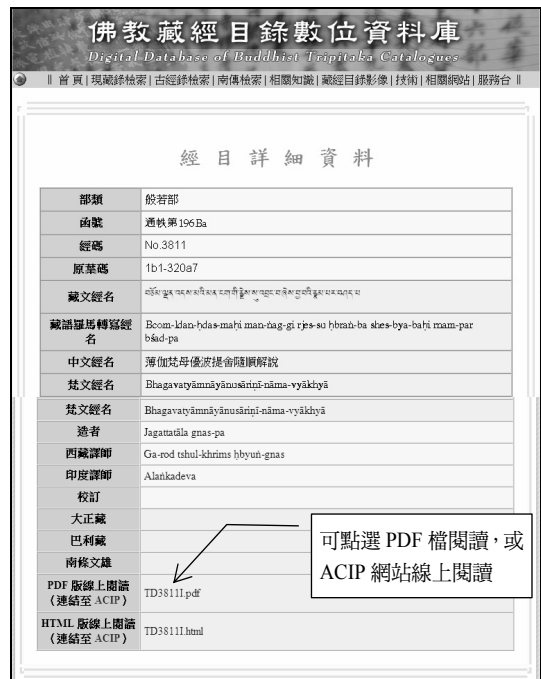 佛教藏經目錄數位資料庫
Digital Database of Buddhist Tripitaka Catalogues
‖ 首頁 | 現藏錄檢索 | 古經錄檢索 | 南傳檢索 | 相關知識 | 藏經目錄影像 | 技術 | 相關網站 | 服務台 ‖
經目詳細資料
部類 般若部
函號 通帙第196Ba
經碼 No.3811
原葉碼 1b1-320a7
藏文經名
藏語羅馬轉寫經名 Bcom-ldan-ḥdas-maḥi man-ṅag-gi rjes-su ḥbraṅ-ba shes-bya-baḥi rnam-par
bśad-pa
中文經名 薄伽梵母優波提舍隨順解說
梵文經名 Bhagavatyāmnāyānusāriṇī-nāma-vyākhyā
梵文經名 Bhagavatyāmnāyānusāriṇī-nāma-vyākhyā
造者 Jagattatāla gnas-pa
西藏譯師 Ga-rod tshul-khrims ḥbyuṅ-gnas
印度譯師 Alaṅkadeva
校訂
大正藏
巴利藏
南條文雄
PDF 版線上閱讀
（連結至 ACIP） TD3811I.pdf
HTML 版線上閱讀
（連結至 ACIP） TD3811I.html
可點選 PDF 檔閱讀，或
ACIP 網站線上閱讀